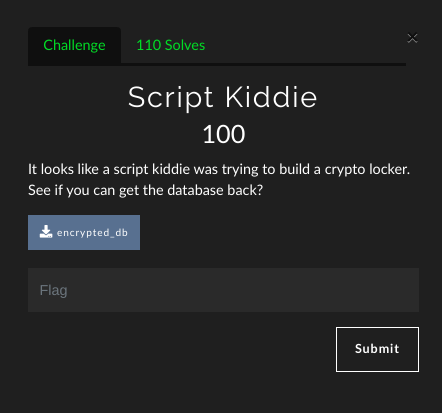 Challenge
110 Solves
×
Script Kiddie
100
It looks like a script kiddie was trying to build a crypto locker.
See if you can get the database back?
encrypted_db
Flag
Submit